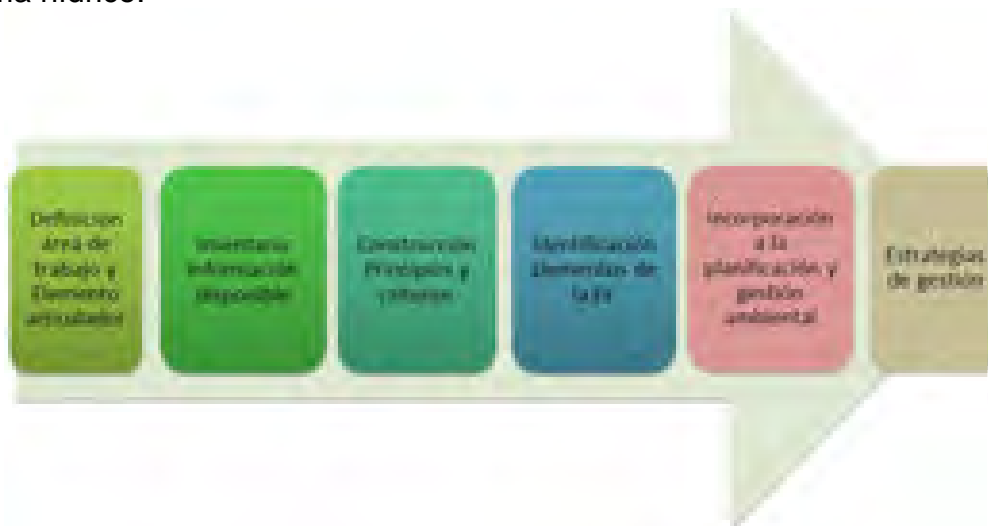 Definición
área de
trabajo y
Elemento
articulador
Inventario
información
disponible
Construcción
Principios y
criterios
Identificación
Elementos de
la
Incorporación
a la
planificación y
gestión
ambiental
Estrategias
de gestión